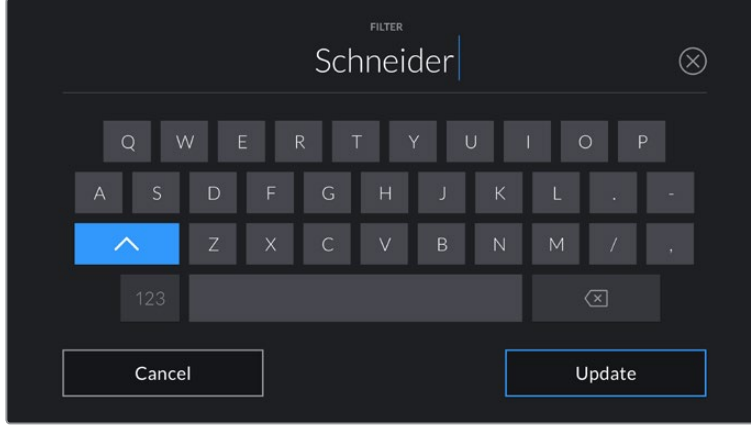 FILTER
Schneider
Q W E R T Y U I O P
A S D F G H J K L . -
Z X C V B N M / ,
123
Cancel Update